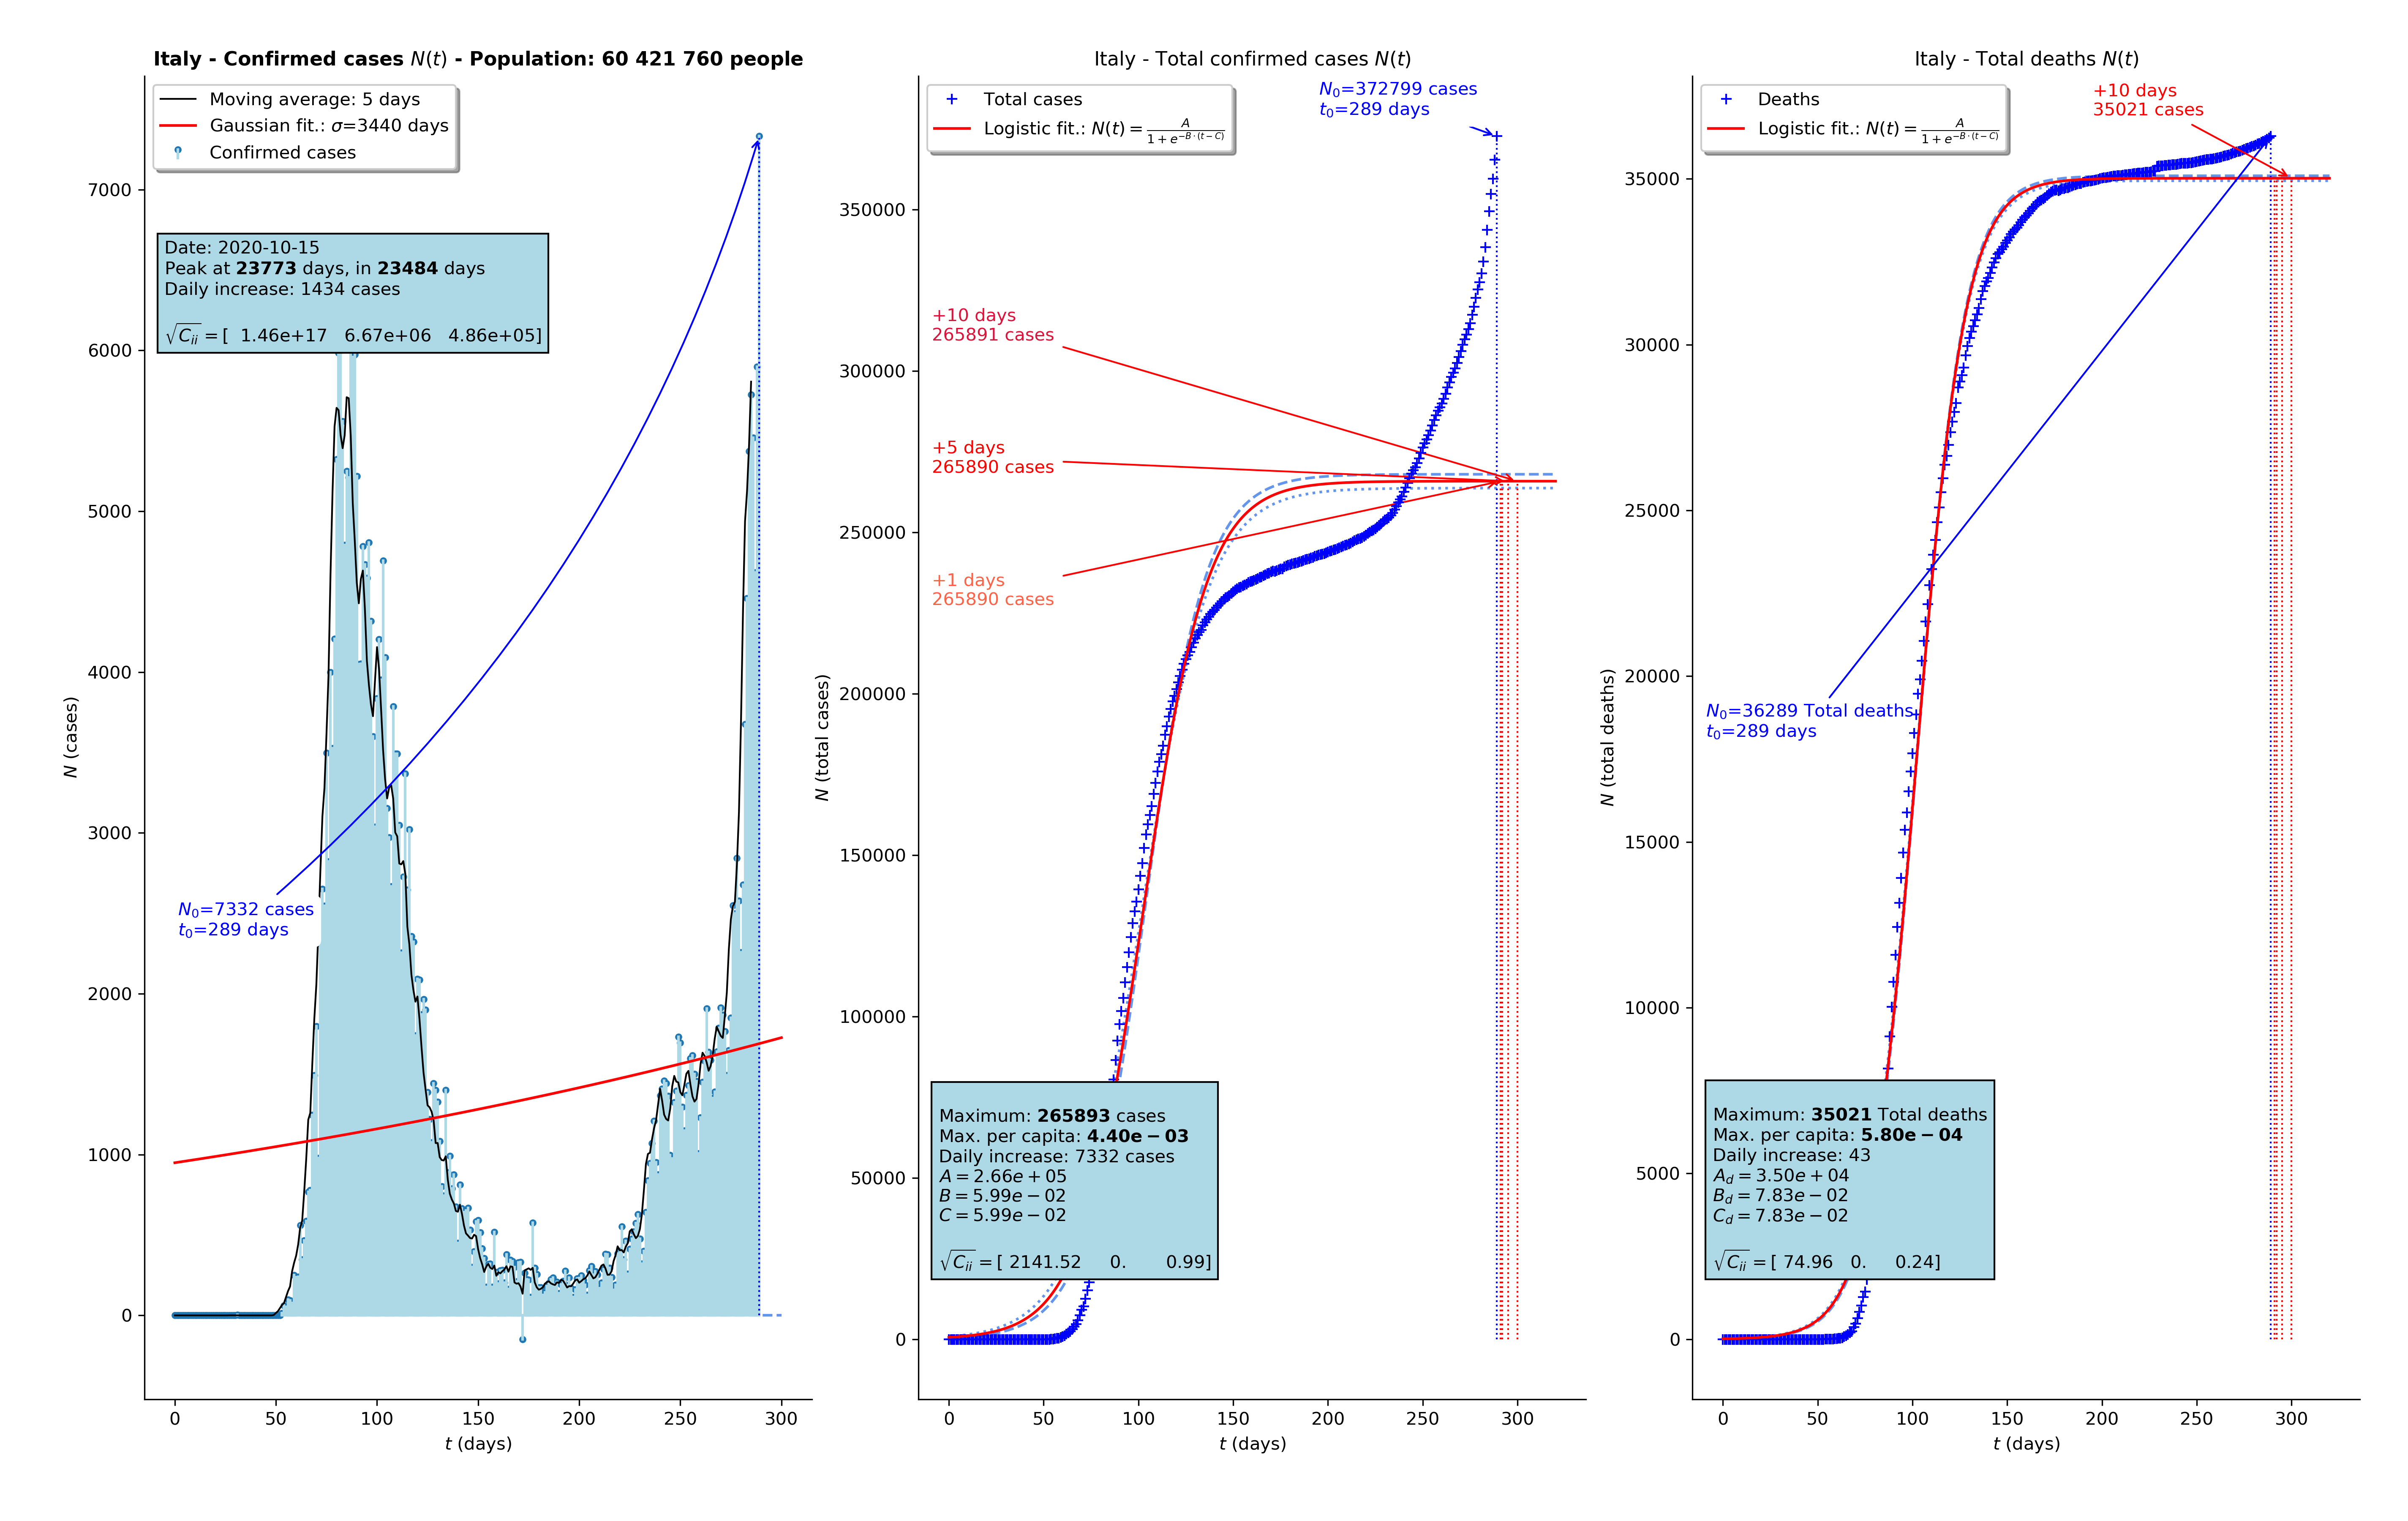 Italy - Confirmed cases N(t) - Population: 60 421 760 people
Moving average: 5 days
Gaussian fit.: σ=3440 days
Confirmed cases
Date: 2020-10-15
Peak at 23773 days, in 23484 days
Daily increase: 1434 cases
√C_ii = [ 1.46e+17 6.67e+06 4.86e+05]
N₀=7332 cases
t₀=289 days
7000
6000
5000
4000
3000
2000
1000
0
N (cases)
0 50 100 150 200 250 300
t (days)
Italy - Total confirmed cases N(t)
Total cases
Logistic fit.: N(t) = A / (1 + e^(−B·(t−C)))
N₀=372799 cases
t₀=289 days
+10 days
265891 cases
+5 days
265890 cases
+1 days
265890 cases
Maximum: 265893 cases
Max. per capita: 4.40e − 03
Daily increase: 7332 cases
A = 2.66e + 05
B = 5.99e − 02
C = 5.99e − 02
√C_ii = [ 2141.52 0. 0.99]
350000
300000
250000
200000
150000
100000
50000
0
N (total cases)
0 50 100 150 200 250 300
t (days)
Italy - Total deaths N(t)
Deaths
Logistic fit.: N(t) = A / (1 + e^(−B·(t−C)))
+10 days
35021 cases
N₀=36289 Total deaths
t₀=289 days
Maximum: 35021 Total deaths
Max. per capita: 5.80e − 04
Daily increase: 43
A_d = 3.50e + 04
B_d = 7.83e − 02
C_d = 7.83e − 02
√C_ii = [ 74.96 0. 0.24]
35000
30000
25000
20000
15000
10000
5000
0
N (total deaths)
0 50 100 150 200 250 300
t (days)